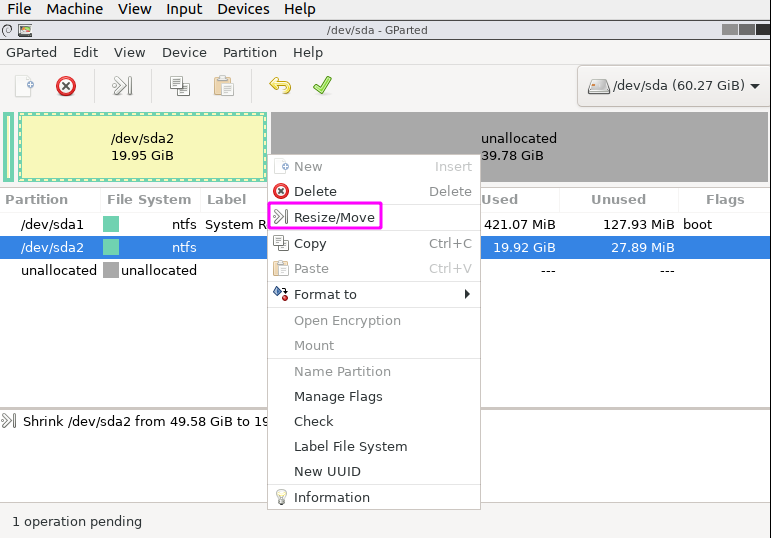 File Machine View Input Devices Help
/dev/sda - GParted
GParted Edit View Device Partition Help
/dev/sda (60.27 GiB)
/dev/sda2
19.95 GiB
unallocated
39.78 GiB
New Insert
Delete Delete
Resize/Move
Copy Ctrl+C
Paste Ctrl+V
Format to
Open Encryption
Mount
Name Partition
Manage Flags
Check
Label File System
New UUID
Information
Partition File System Label Used Unused Flags
/dev/sda1 ntfs System R 421.07 MiB 127.93 MiB boot
/dev/sda2 ntfs 19.92 GiB 27.89 MiB
unallocated unallocated --- ---
Shrink /dev/sda2 from 49.58 GiB to 19
1 operation pending